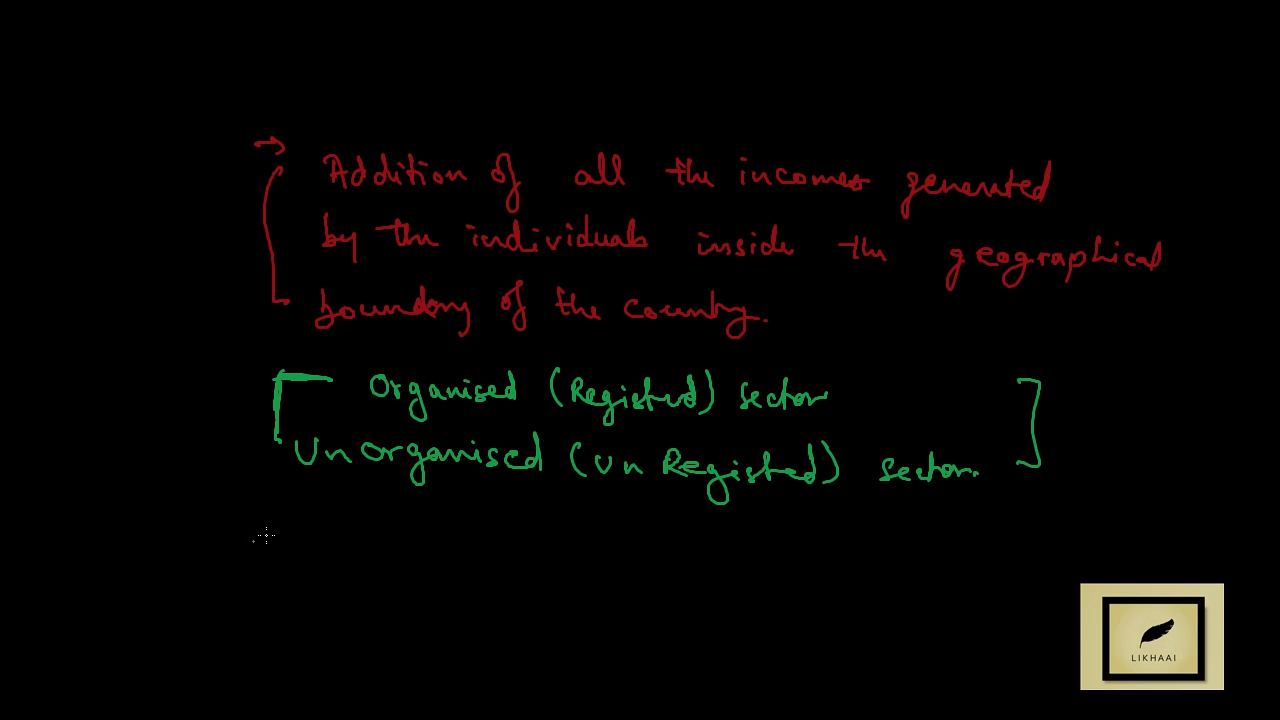 → Addition of all the incomes generated
by the individuals inside the geographical
boundary of the country.
Organised (Registerd) sector
UnOrganised (Un Registed) sector.
LIKHAAI